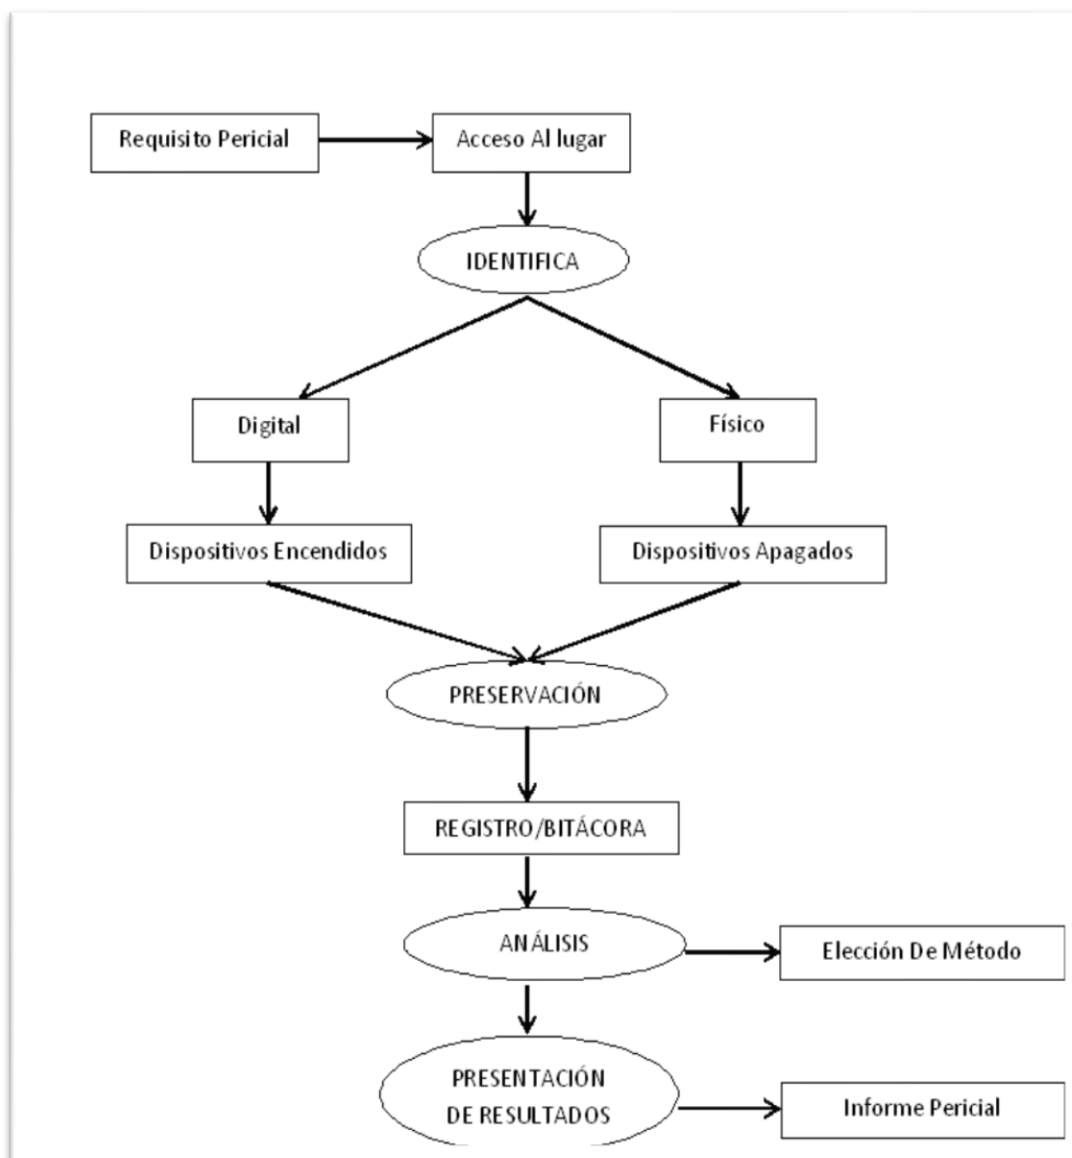 Requisito Pericial
Acceso Al lugar
IDENTIFICA
Digital
Físico
Dispositivos Encendidos
Dispositivos Apagados
PRESERVACIÓN
REGISTRO/BITÁCORA
ANÁLISIS
Elección De Método
PRESENTACIÓN
DE RESULTADOS
Informe Pericial